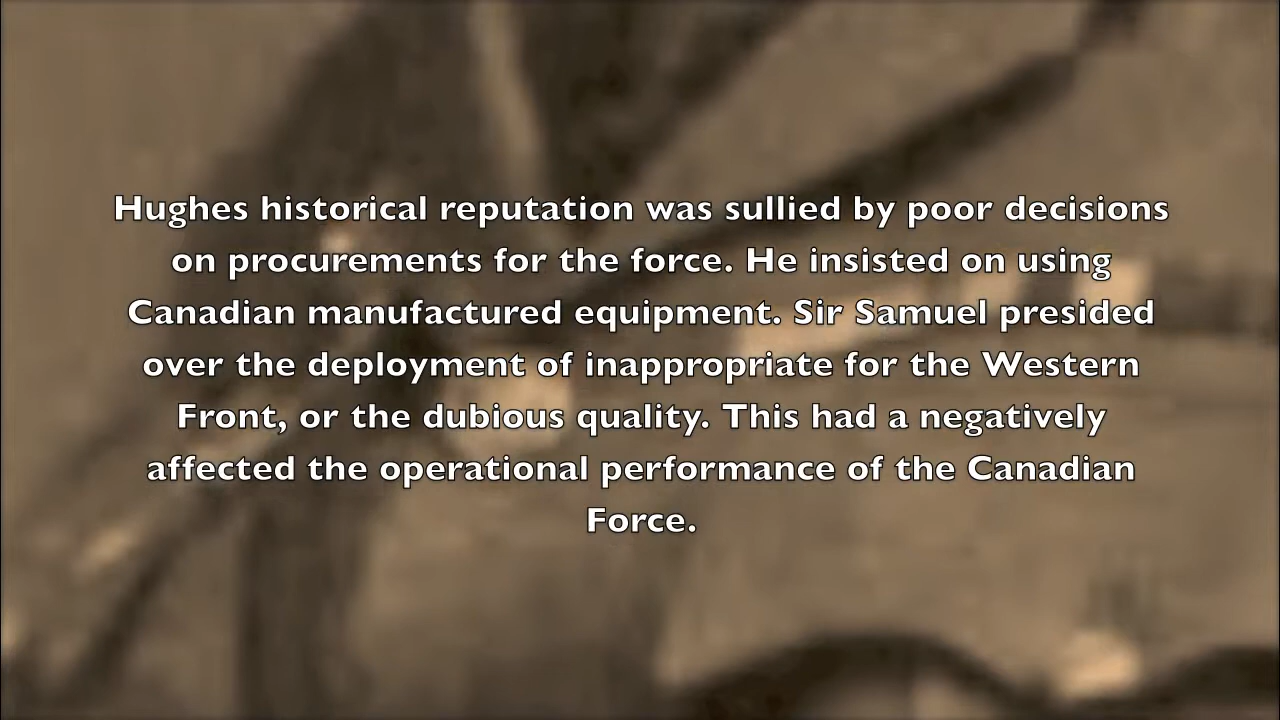 Hughes historical reputation was sullied by poor decisions
on procurements for the force. He insisted on using
Canadian manufactured equipment. Sir Samuel presided
over the deployment of inappropriate for the Western
Front, or the dubious quality. This had a negatively
affected the operational performance of the Canadian
Force.